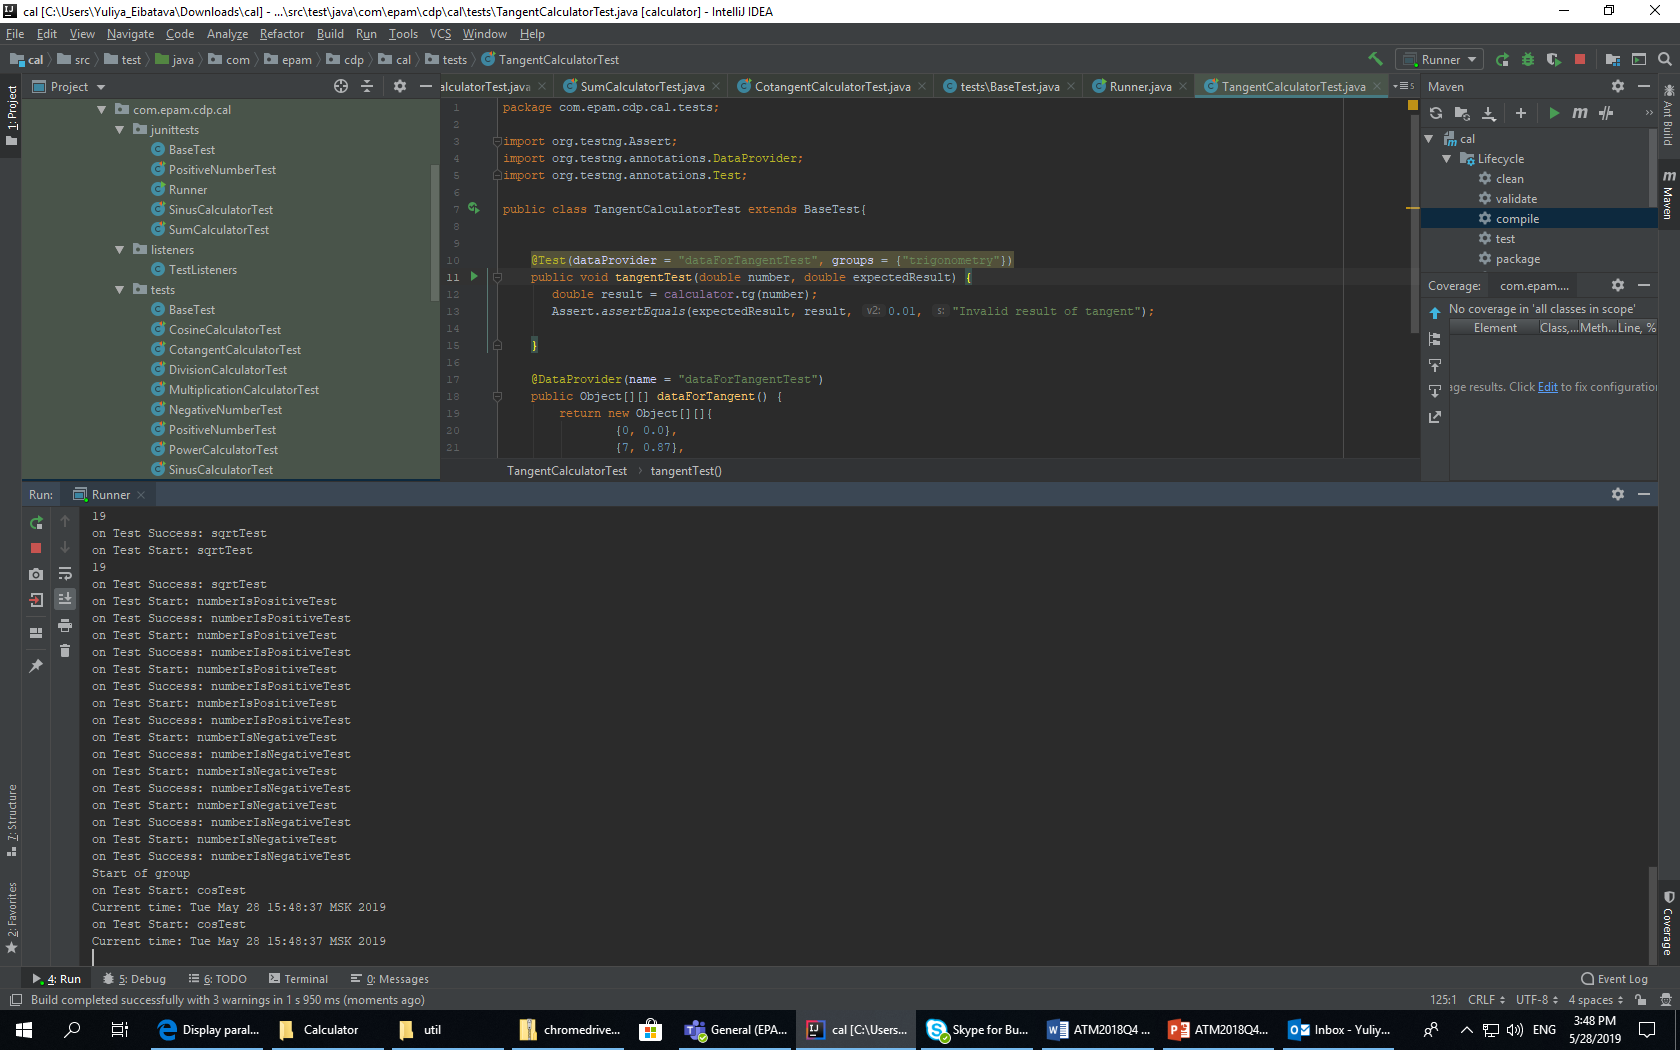 cal [C:\Users\Yuliya_Eibatava\Downloads\cal] - ...\src\test\java\com\epam\cdp\cal\tests\TangentCalculatorTest.java [calculator] - IntelliJ IDEA
File Edit View Navigate Code Analyze Refactor Build Run Tools VCS Window Help
cal src test java com epam cdp cal tests TangentCalculatorTest Runner
Project
alculatorTest.java SumCalculatorTest.java CotangentCalculatorTest.java tests\BaseTest.java Runner.java TangentCalculatorTest.java
1: Project
com.epam.cdp.cal
junittests
BaseTest
PositiveNumberTest
Runner
SinusCalculatorTest
SumCalculatorTest
listeners
TestListeners
tests
BaseTest
CosineCalculatorTest
CotangentCalculatorTest
DivisionCalculatorTest
MultiplicationCalculatorTest
NegativeNumberTest
PositiveNumberTest
PowerCalculatorTest
SinusCalculatorTest
1 package com.epam.cdp.cal.tests;
2
3 import org.testng.Assert;
4 import org.testng.annotations.DataProvider;
5 import org.testng.annotations.Test;
6
7 public class TangentCalculatorTest extends BaseTest{
8
9
10 @Test(dataProvider = "dataForTangentTest", groups = {"trigonometry"})
11 public void tangentTest(double number, double expectedResult) {
12 double result = calculator.tg(number);
13 Assert.assertEquals(expectedResult, result, v2: 0.01, s: "Invalid result of tangent");
14
15 }
16
17 @DataProvider(name = "dataForTangentTest")
18 public Object[][] dataForTangent() {
19 return new Object[][]{
20 {0, 0.0},
21 {7, 0.87},
TangentCalculatorTest tangentTest()
Maven
cal
Lifecycle
clean
validate
compile
test
package
Coverage: com.epam....
No coverage in 'all classes in scope'
Element Class,... Meth... Line, %
age results. Click Edit to fix configuration
Ant Build
Maven
Coverage
Run: Runner
19
on Test Success: sqrtTest
on Test Start: sqrtTest
19
on Test Success: sqrtTest
on Test Start: numberIsPositiveTest
on Test Success: numberIsPositiveTest
on Test Start: numberIsPositiveTest
on Test Success: numberIsPositiveTest
on Test Start: numberIsPositiveTest
on Test Success: numberIsPositiveTest
on Test Start: numberIsPositiveTest
on Test Success: numberIsPositiveTest
on Test Start: numberIsNegativeTest
on Test Success: numberIsNegativeTest
on Test Start: numberIsNegativeTest
on Test Success: numberIsNegativeTest
on Test Start: numberIsNegativeTest
on Test Success: numberIsNegativeTest
on Test Start: numberIsNegativeTest
on Test Success: numberIsNegativeTest
Start of group
on Test Start: cosTest
Current time: Tue May 28 15:48:37 MSK 2019
on Test Start: cosTest
Current time: Tue May 28 15:48:37 MSK 2019
7: Structure
2: Favorites
4: Run 5: Debug 6: TODO Terminal 0: Messages Event Log
Build completed successfully with 3 warnings in 1 s 950 ms (moments ago) 125:1 CRLF UTF-8 4 spaces
Display paral... Calculator util chromedrive... General (EPA... cal [C:\Users... Skype for Bu... ATM2018Q4 ... ATM2018Q4... Inbox - Yuliy... ENG 3:48 PM
5/28/2019